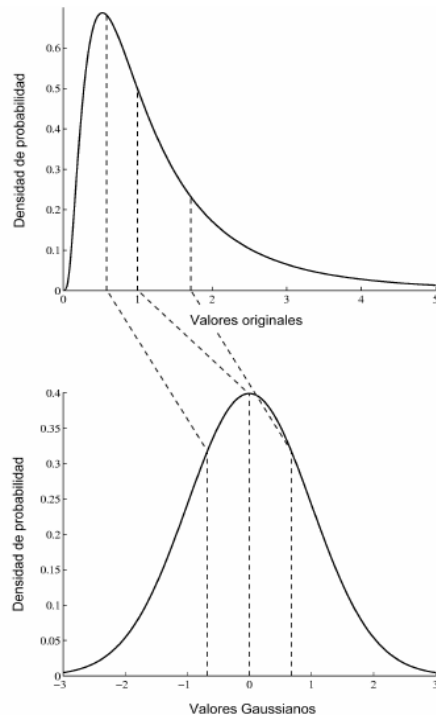 Densidad de probabilidad
0.6
0.5
0.4
0.3
0.2
0.1
0
0 1 2 3 4 5
Valores originales
Densidad de probabilidad
0.4
0.35
0.3
0.25
0.2
0.15
0.1
0.05
0
−3 −2 −1 0 1 2 3
Valores Gaussianos